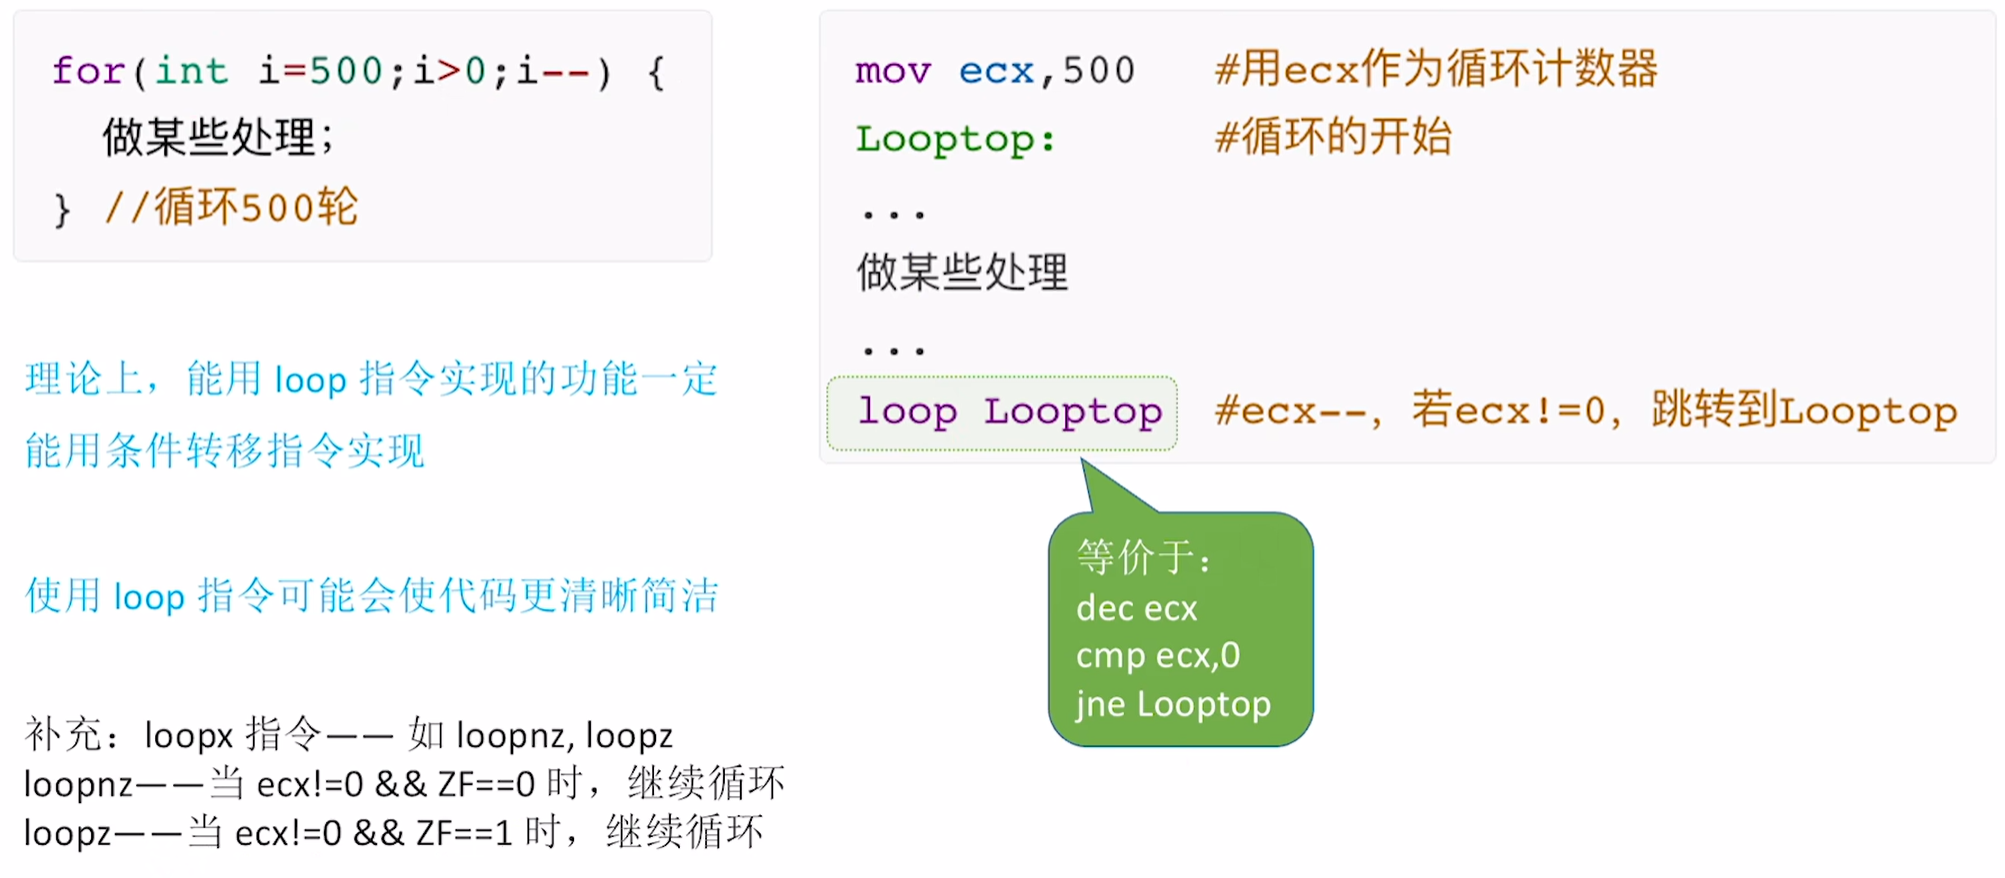 for(int i=500;i>0;i--) {
做某些处理;
} //循环500轮
理论上，能用 loop 指令实现的功能一定
能用条件转移指令实现
使用 loop 指令可能会使代码更清晰简洁
补充：loopx 指令—— 如 loopnz, loopz
loopnz——当 ecx!=0 && ZF==0 时，继续循环
loopz——当 ecx!=0 && ZF==1 时，继续循环
mov ecx,500 #用ecx作为循环计数器
Looptop: #循环的开始
...
做某些处理
...
loop Looptop #ecx--，若ecx!=0，跳转到Looptop
等价于：
dec ecx
cmp ecx,0
jne Looptop